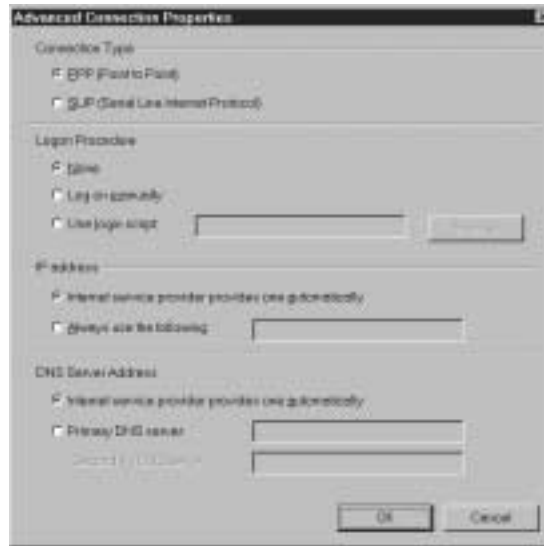 Advanced Connection Properties
Connection Type
PPP (Point to Point)
SLIP (Serial Line Internet Protocol)
Logon Procedure
None
Log on manually
Use logon script
IP address
Internet service provider provides one automatically
Always use the following
DNS Server Address
Internet service provider provides one automatically
Primary DNS server
OK
Cancel